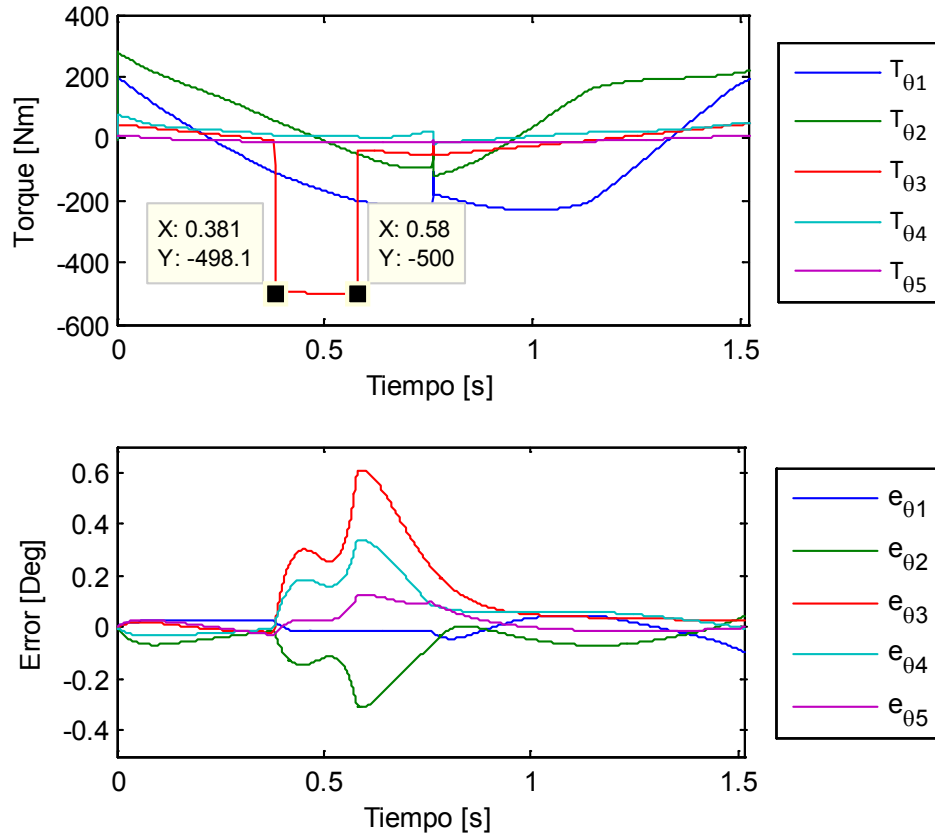 400
200
0
-200
-400
-600
Torque [Nm]
X: 0.381
Y: -498.1
X: 0.58
Y: -500
0
0.5
1
1.5
Tiempo [s]
Tθ1
Tθ2
Tθ3
Tθ4
Tθ5
0.6
0.4
0.2
0
-0.2
-0.4
Error [Deg]
0
0.5
1
1.5
Tiempo [s]
eθ1
eθ2
eθ3
eθ4
eθ5